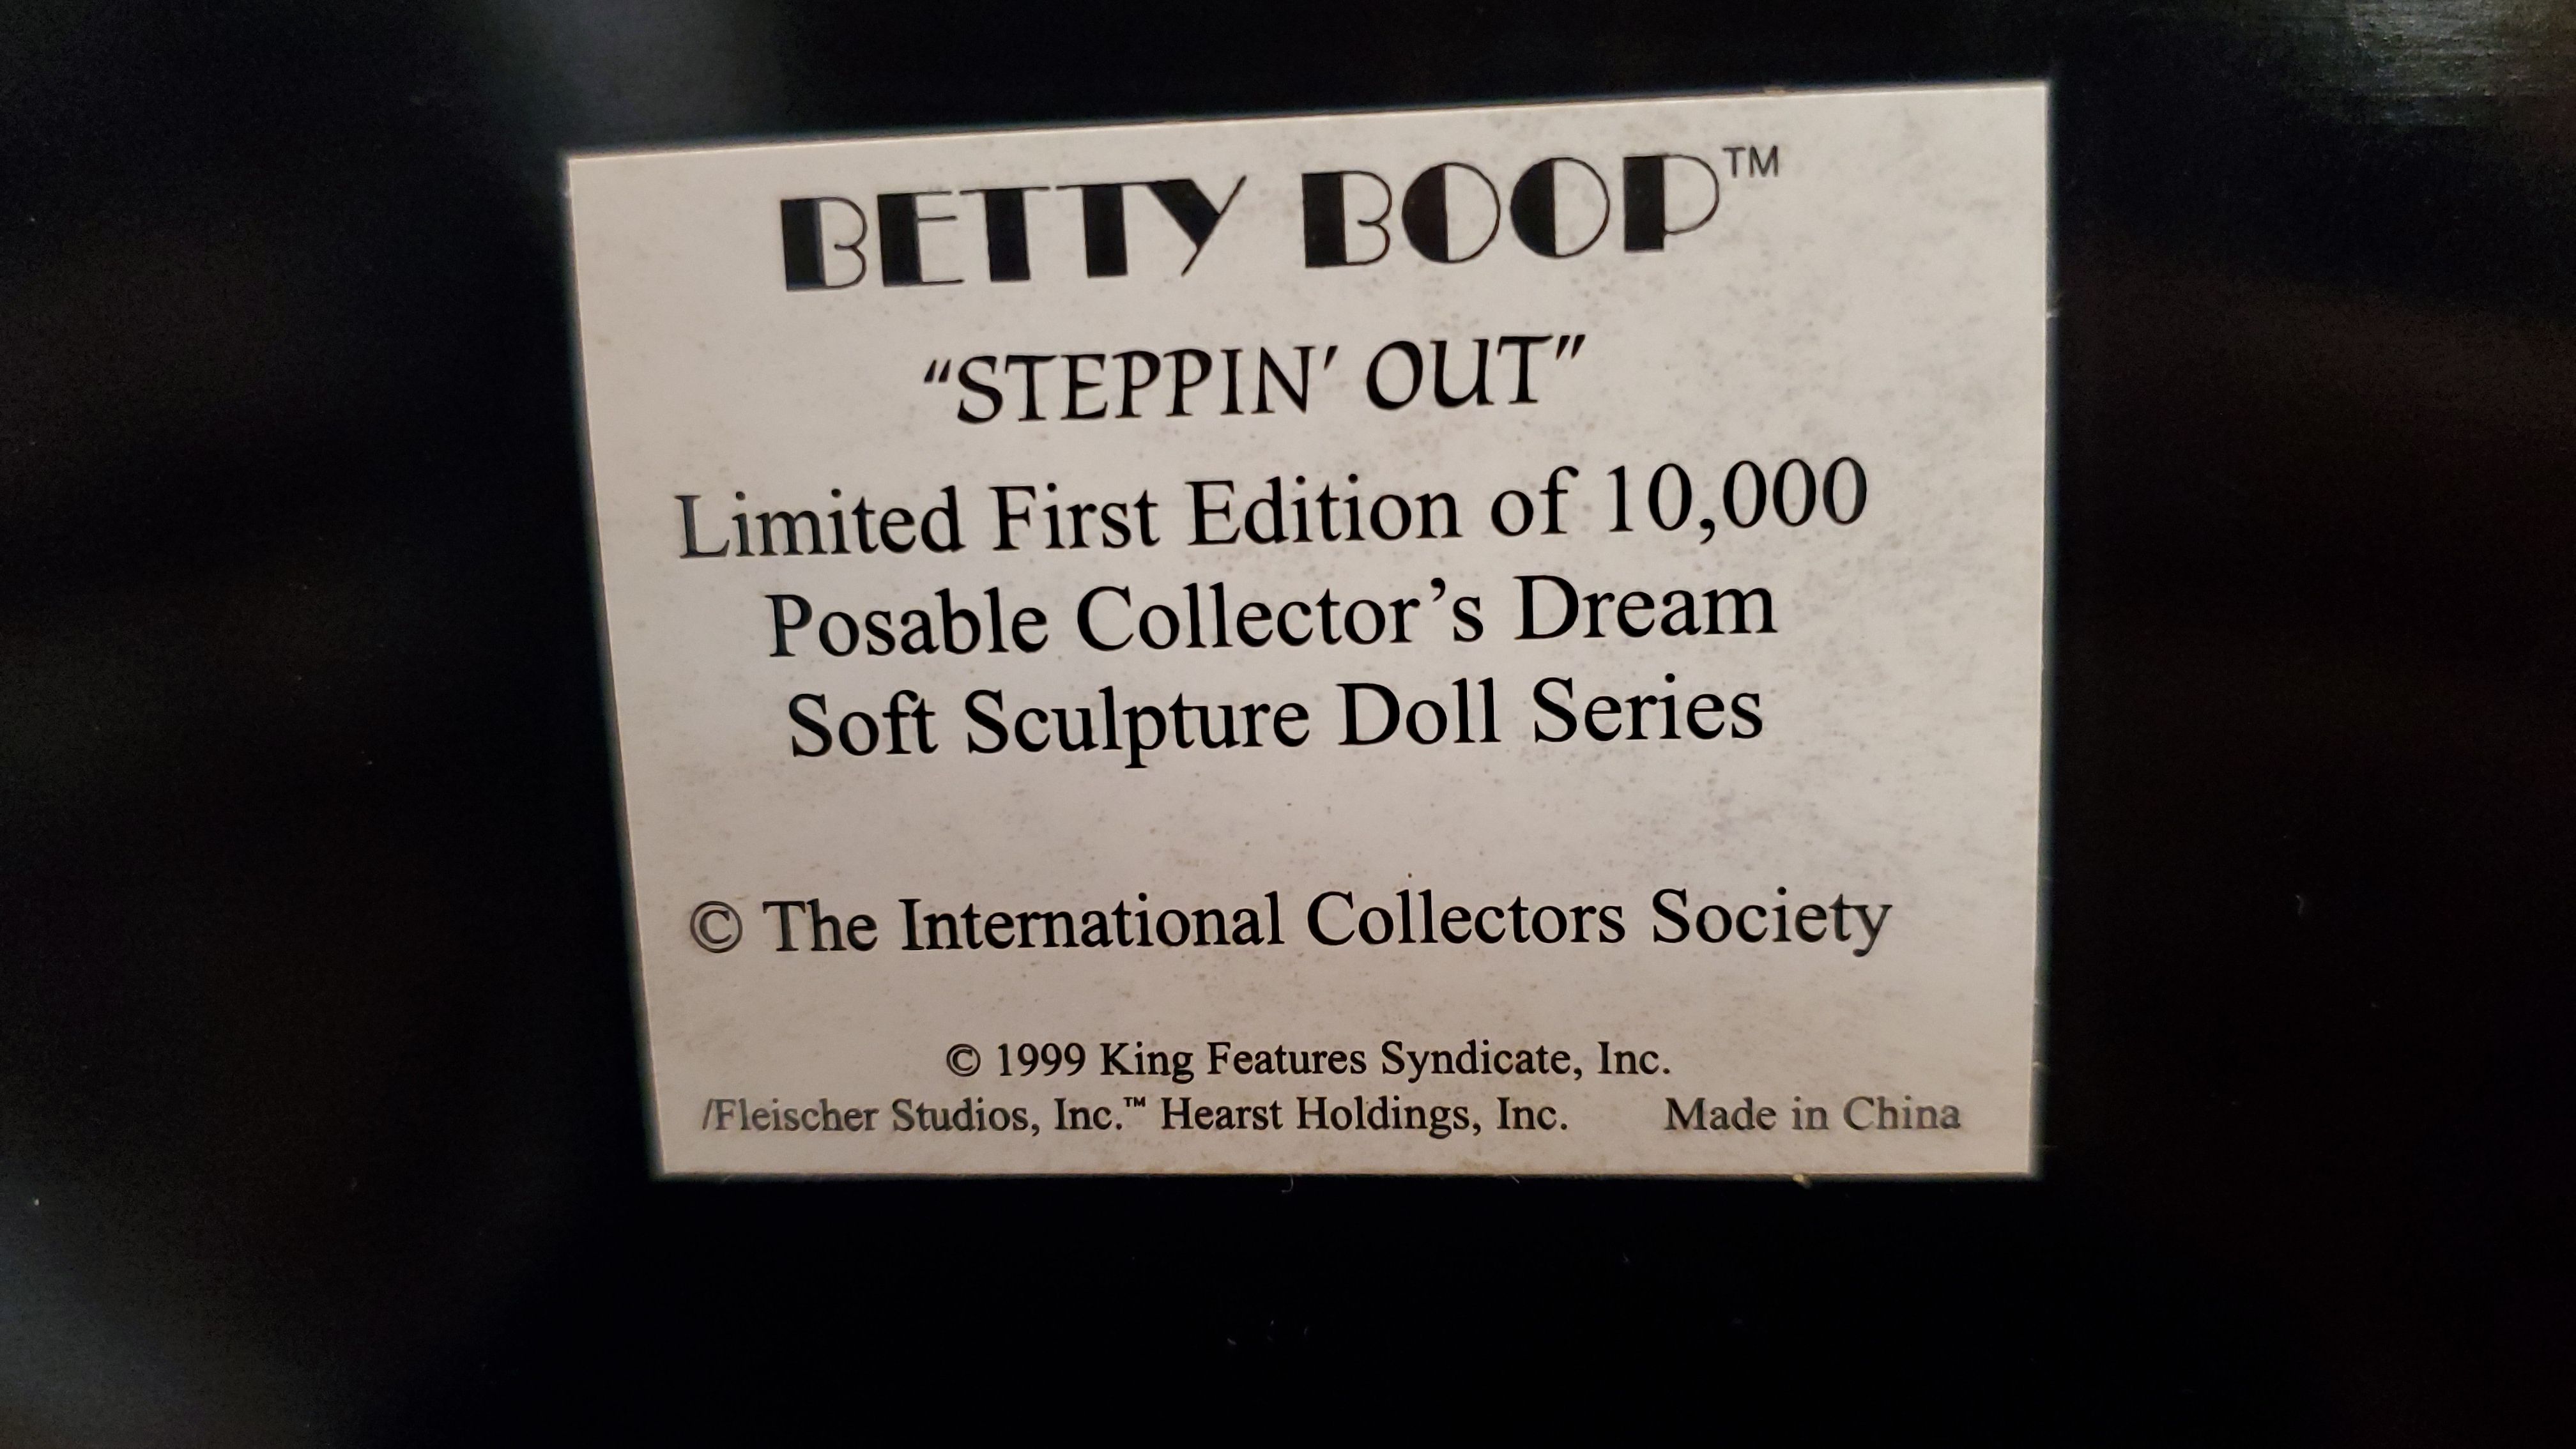 BETTY BOOP™
“STEPPIN’ OUT”
Limited First Edition of 10,000
Posable Collector’s Dream
Soft Sculpture Doll Series
© The International Collectors Society
© 1999 King Features Syndicate, Inc.
/Fleischer Studios, Inc.™ Hearst Holdings, Inc. Made in China